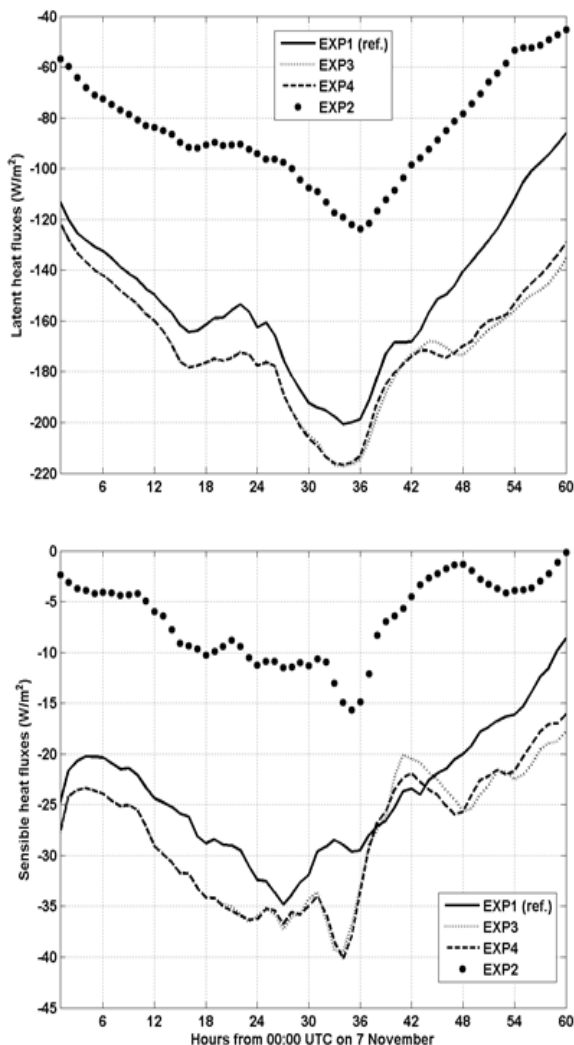 -40
-60
-80
-100
-120
-140
-160
-180
-200
-220
Latent heat fluxes (W/m²)
EXP1 (ref.)
EXP3
EXP4
EXP2
6 12 18 24 30 36 42 48 54 60
0
-5
-10
-15
-20
-25
-30
-35
-40
-45
Sensible heat fluxes (W/m²)
EXP1 (ref.)
EXP3
EXP4
EXP2
6 12 18 24 30 36 42 48 54 60
Hours from 00:00 UTC on 7 November